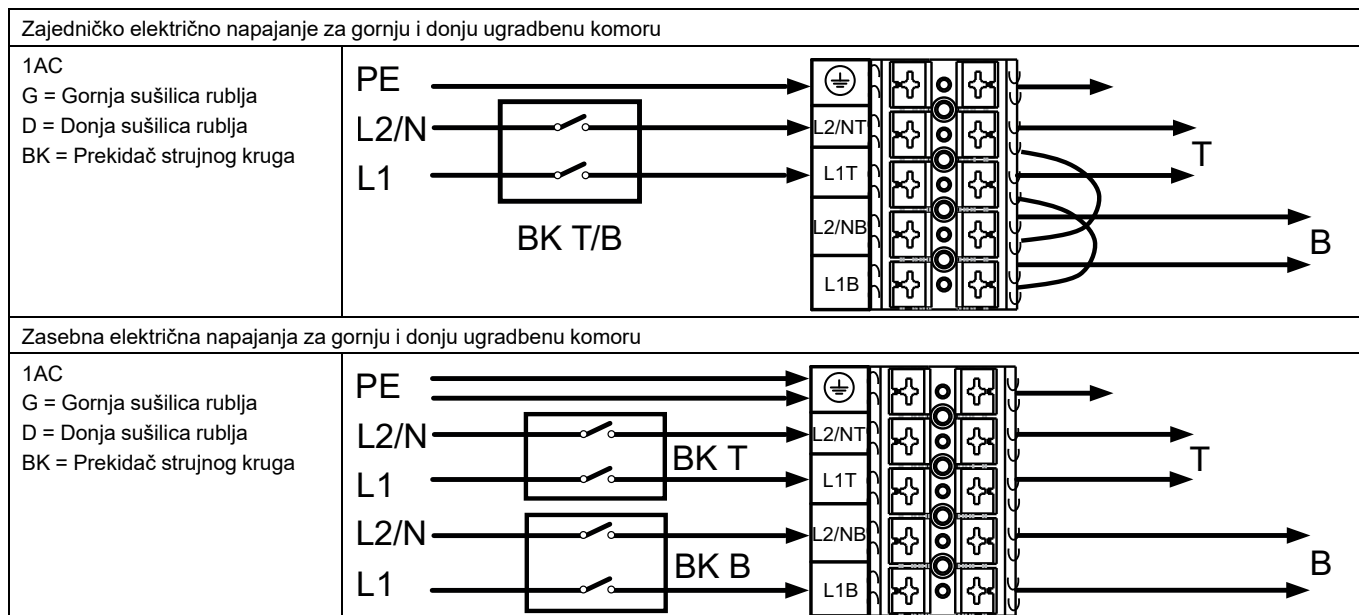 Zajedničko električno napajanje za gornju i donju ugradbenu komoru
1AC
G = Gornja sušilica rublja
D = Donja sušilica rublja
BK = Prekidač strujnog kruga
PE
L2/N
L1
BK T/B
L2/NT
L1T
L2/NB
L1B
T
B
Zasebna električna napajanja za gornju i donju ugradbenu komoru
1AC
G = Gornja sušilica rublja
D = Donja sušilica rublja
BK = Prekidač strujnog kruga
PE
L2/N
L1
L2/N
L1
BK T
BK B
L2/NT
L1T
L2/NB
L1B
T
B